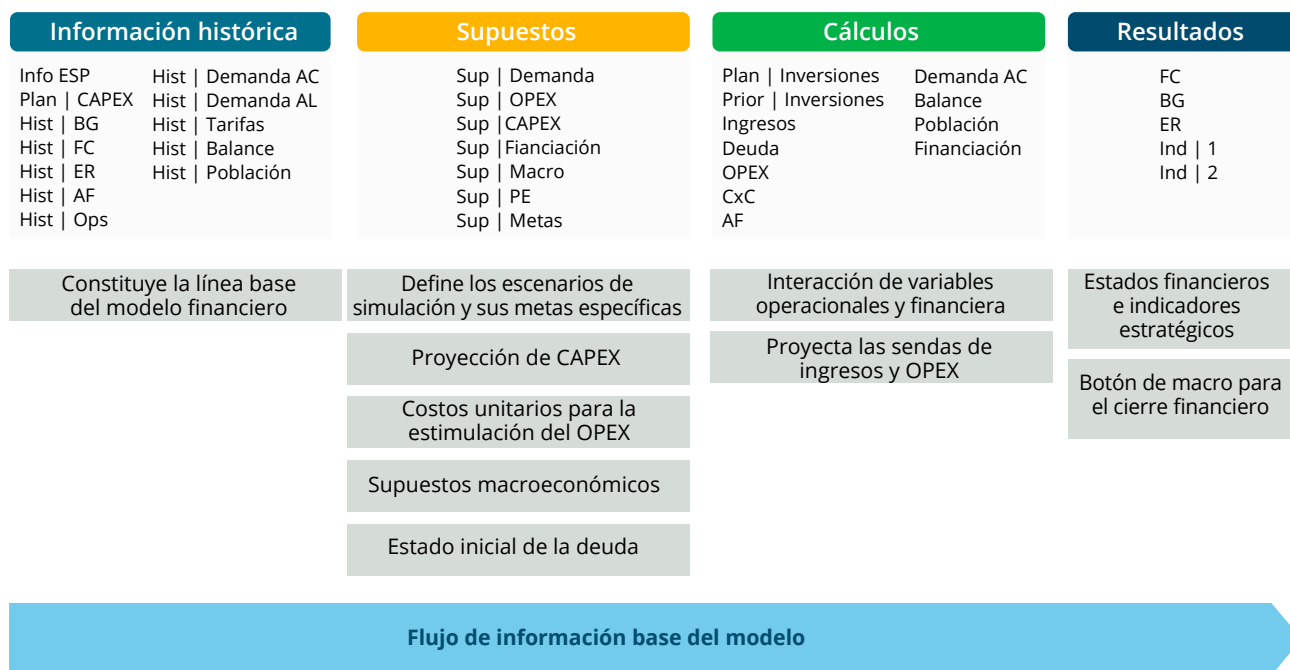 Información histórica
Info ESP
Plan | CAPEX
Hist | BG
Hist | FC
Hist | ER
Hist | AF
Hist | Ops
Hist | Demanda AC
Hist | Demanda AL
Hist | Tarifas
Hist | Balance
Hist | Población
Constituye la línea base
del modelo financiero
Supuestos
Sup | Demanda
Sup | OPEX
Sup |CAPEX
Sup |Fianciación
Sup | Macro
Sup | PE
Sup | Metas
Define los escenarios de
simulación y sus metas específicas
Proyección de CAPEX
Costos unitarios para la
estimulación del OPEX
Supuestos macroeconómicos
Estado inicial de la deuda
Cálculos
Plan | Inversiones
Prior | Inversiones
Ingresos
Deuda
OPEX
CxC
AF
Demanda AC
Balance
Población
Financiación
Interacción de variables
operacionales y financiera
Proyecta las sendas de
ingresos y OPEX
Resultados
FC
BG
ER
Ind | 1
Ind | 2
Estados financieros
e indicadores
estratégicos
Botón de macro para
el cierre financiero
Flujo de información base del modelo